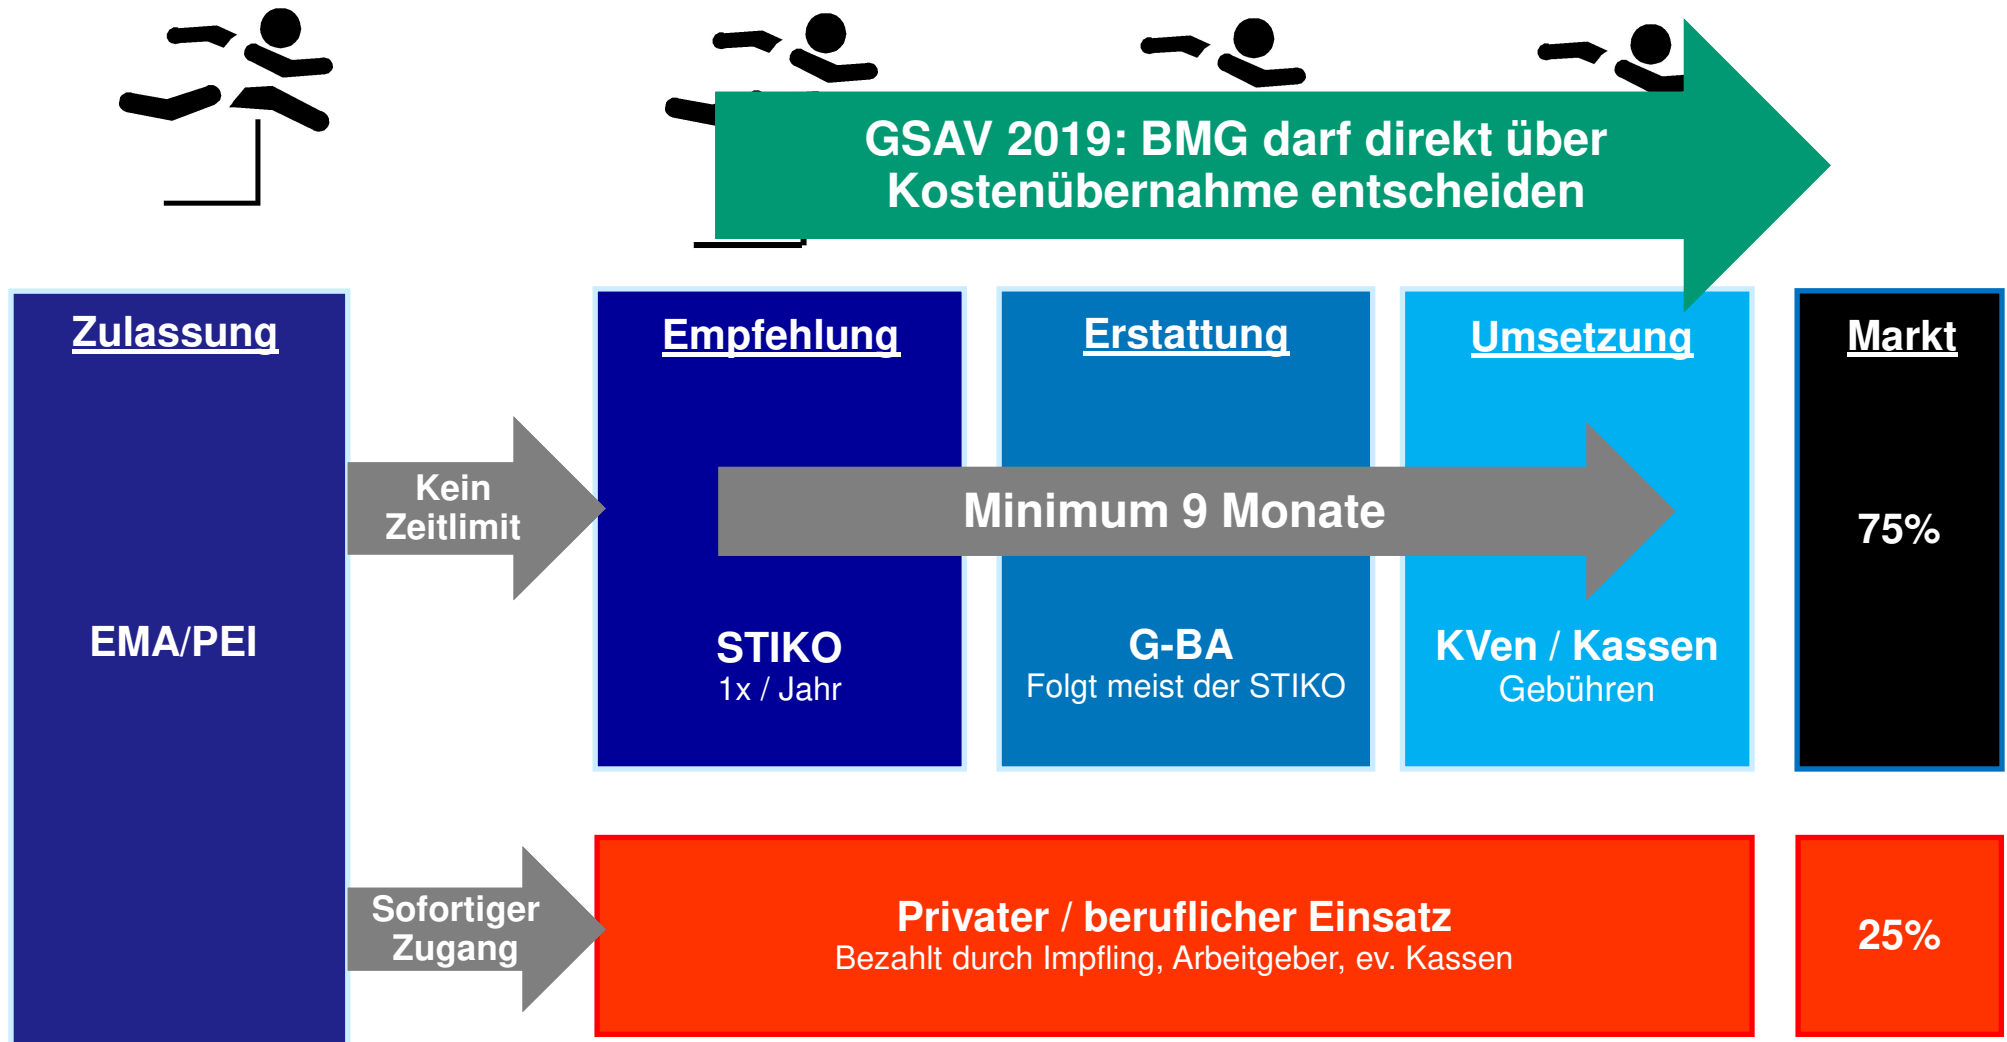 GSAV 2019: BMG darf direkt über
Kostenübernahme entscheiden
Zulassung
EMA/PEI
Kein
Zeitlimit
Empfehlung
Erstattung
Umsetzung
Markt
Minimum 9 Monate
75%
STIKO
1x / Jahr
G-BA
Folgt meist der STIKO
KVen / Kassen
Gebühren
Sofortiger
Zugang
Privater / beruflicher Einsatz
Bezahlt durch Impfling, Arbeitgeber, ev. Kassen
25%